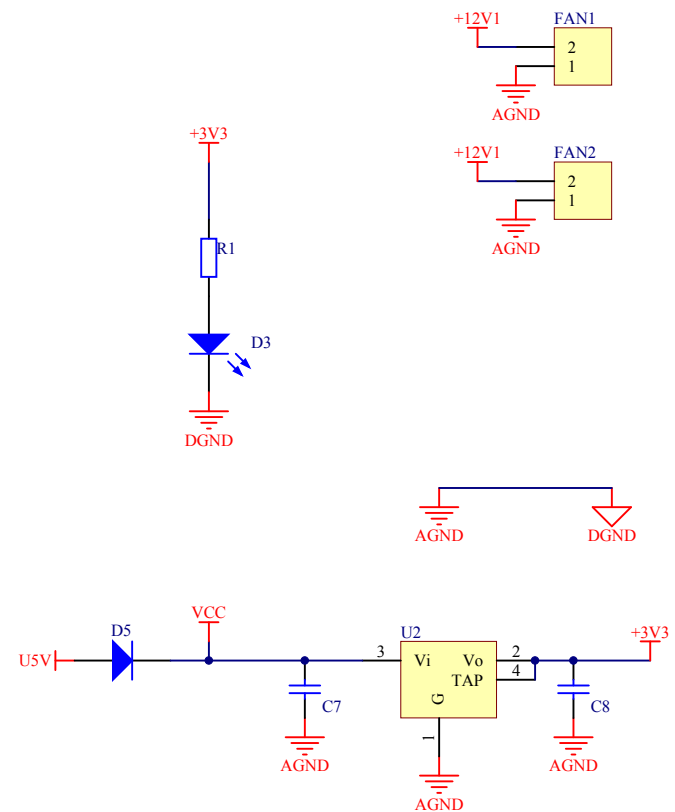 +12V1 FAN1
2
1
AGND
+3V3
+12V1 FAN2
2
1
AGND
R1
D3
DGND
AGND DGND
VCC
D5 U2 +3V3
U5V 3 Vi Vo 2
TAP 4
G
C7 C8
1
AGND AGND
AGND